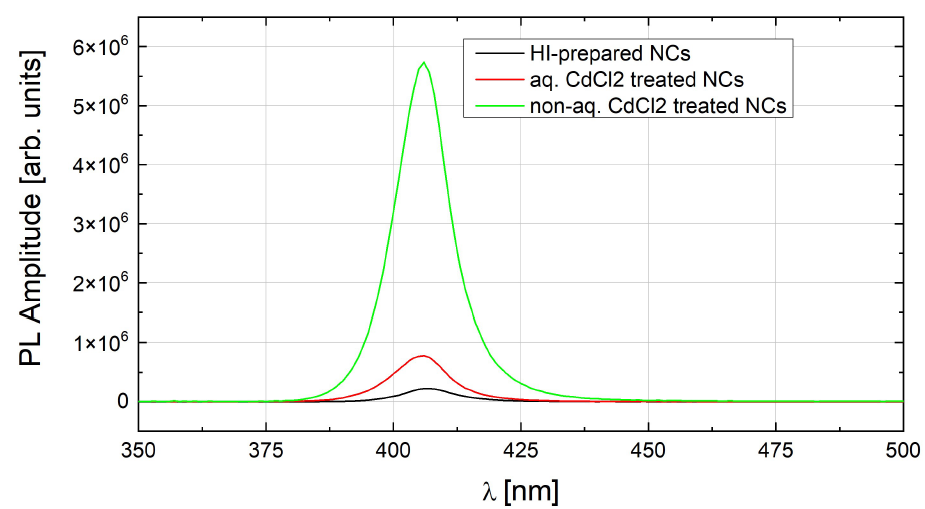 PL Amplitude [arb. units]
6×10⁶
5×10⁶
4×10⁶
3×10⁶
2×10⁶
1×10⁶
0
HI-prepared NCs
aq. CdCl2 treated NCs
non-aq. CdCl2 treated NCs
350 375 400 425 450 475 500
λ [nm]